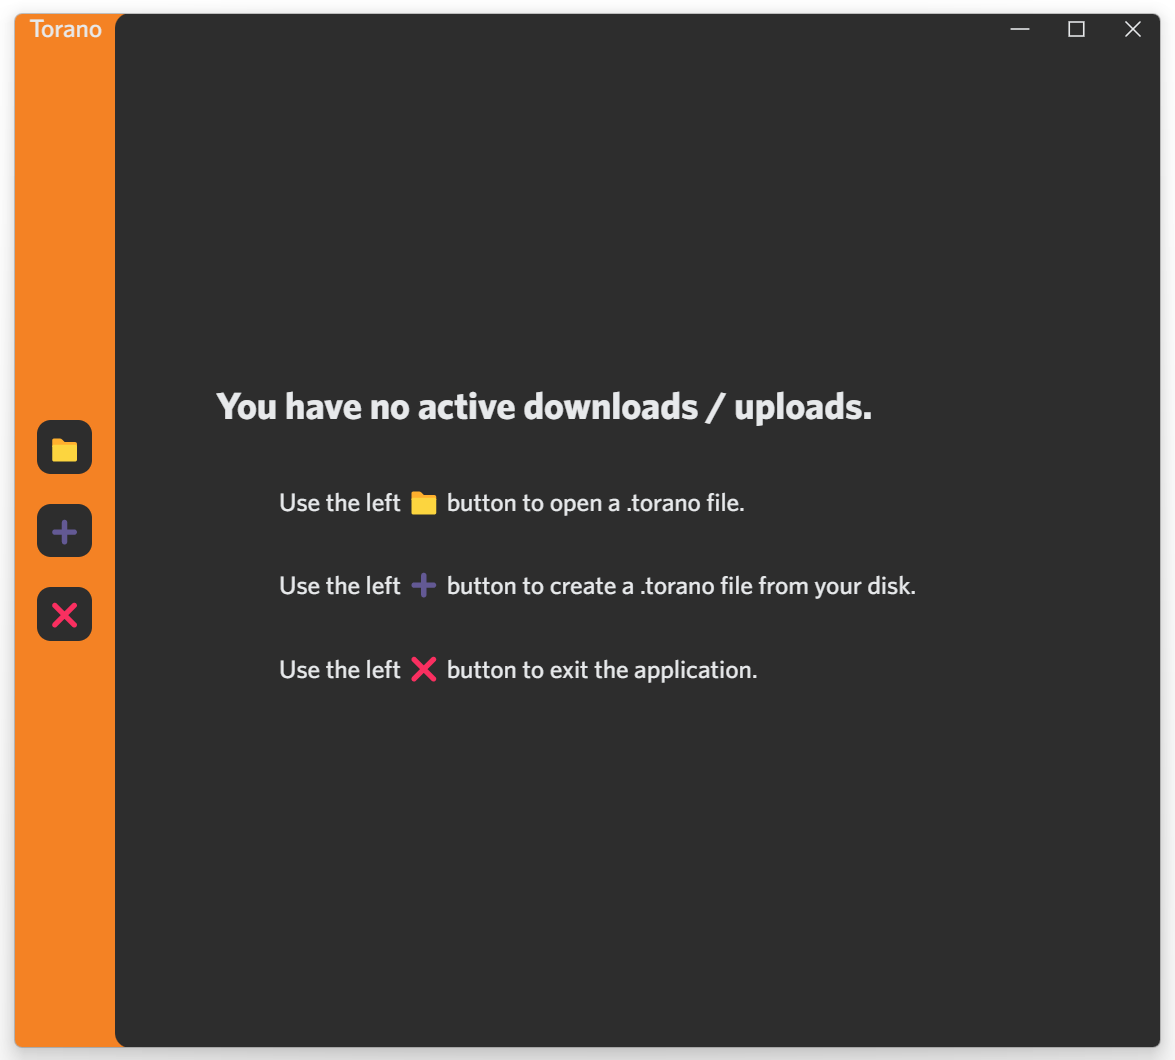 Torano
You have no active downloads / uploads.
Use the left 📁 button to open a .torano file.
Use the left ➕ button to create a .torano file from your disk.
Use the left ❌ button to exit the application.